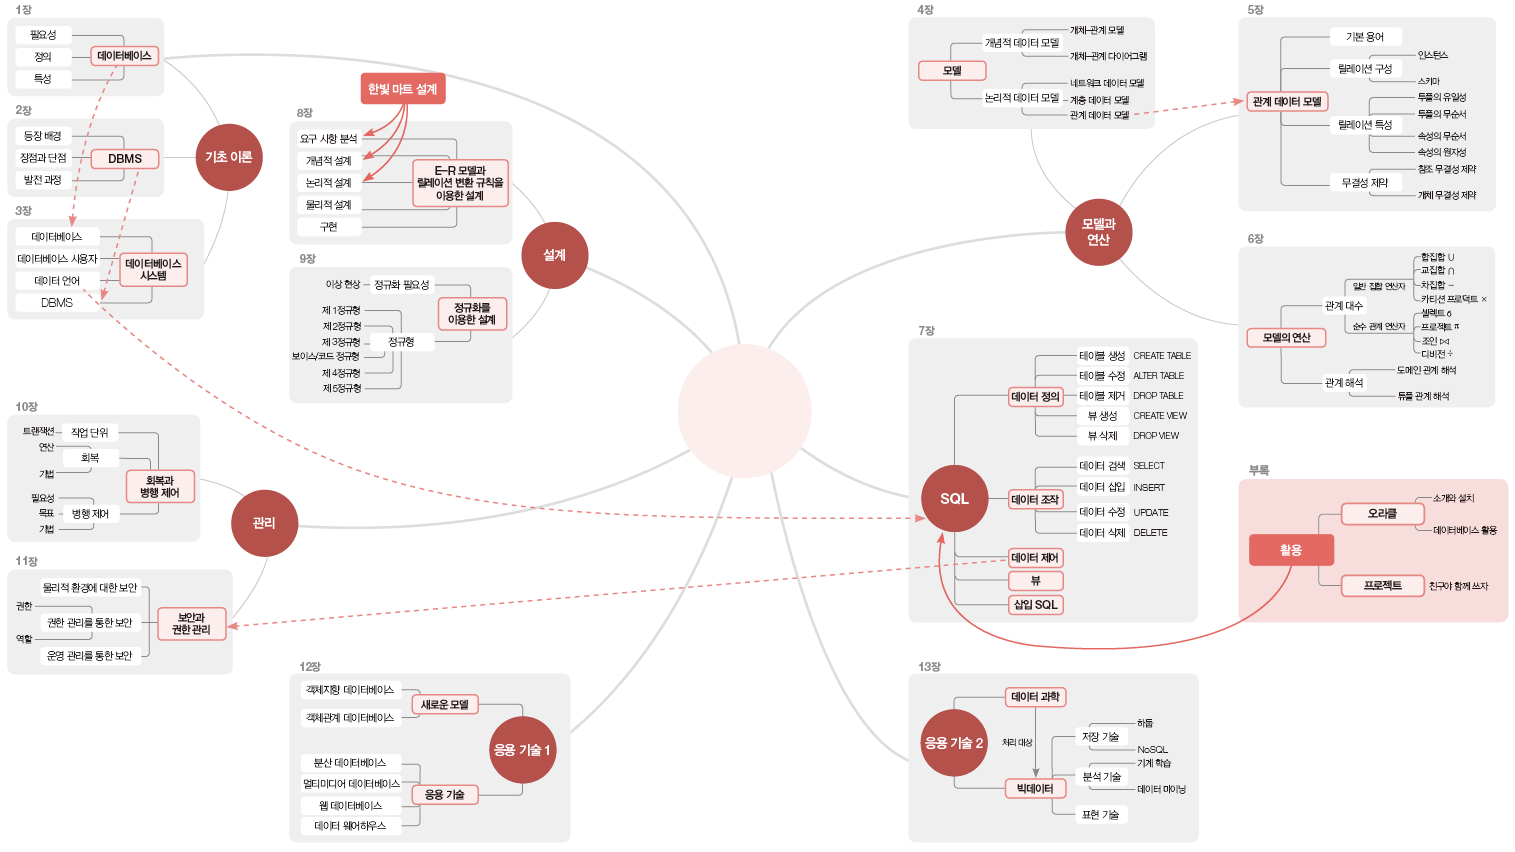 1장
필요성
정의
특성
데이터베이스
2장
등장 배경
장점과 단점
발전 과정
DBMS
3장
데이터베이스
데이터베이스 사용자
데이터 언어
DBMS
데이터베이스
시스템
기초 이론
한빛 마트 설계
8장
요구 사항 분석
개념적 설계
논리적 설계
물리적 설계
구현
E-R 모델과
릴레이션 변환 규칙을
이용한 설계
설계
9장
이상 현상
정규화 필요성
제 1정규형
제 2정규형
제 3정규형
보이스/코드 정규형
제 4정규형
제 5정규형
정규형
정규화를
이용한 설계
10장
트랜잭션
작업 단위
연산
회복
기법
필요성
목표
병행 제어
기법
회복과
병행 제어
관리
11장
물리적 환경에 대한 보안
권한
권한 관리를 통한 보안
역할
운영 관리를 통한 보안
보안과
권한 관리
12장
객체지향 데이터베이스
객체관계 데이터베이스
새로운 모델
분산 데이터베이스
멀티미디어 데이터베이스
웹 데이터베이스
데이터 웨어하우스
응용 기술
응용 기술 1
4장
모델
개념적 데이터 모델
개체-관계 모델
개체-관계 다이어그램
논리적 데이터 모델
네트워크 데이터 모델
계층 데이터 모델
관계 데이터 모델
모델과
연산
5장
관계 데이터 모델
기본 용어
릴레이션 구성
인스턴스
스키마
릴레이션 특성
투플의 유일성
투플의 무순서
속성의 무순서
속성의 원자성
무결성 제약
참조 무결성 제약
개체 무결성 제약
6장
모델의 연산
관계 대수
일반 집합 연산자
합집합 ∪
교집합 ∩
차집합 −
카티션 프로덕트 ×
순수 관계 연산자
셀렉트 σ
프로젝트 π
조인 ⋈
디비전 ÷
관계 해석
도메인 관계 해석
튜플 관계 해석
7장
SQL
데이터 정의
테이블 생성 CREATE TABLE
테이블 수정 ALTER TABLE
테이블 제거 DROP TABLE
뷰 생성 CREATE VIEW
뷰 삭제 DROP VIEW
데이터 조작
데이터 검색 SELECT
데이터 삽입 INSERT
데이터 수정 UPDATE
데이터 삭제 DELETE
데이터 제어
뷰
삽입 SQL
부록
활용
오라클
소개와 설치
데이터베이스 활용
프로젝트
친구야 함께 쓰자
13장
응용 기술 2
데이터 과학
처리 대상
빅데이터
저장 기술
하둡
NoSQL
분석 기술
기계 학습
데이터 마이닝
표현 기술